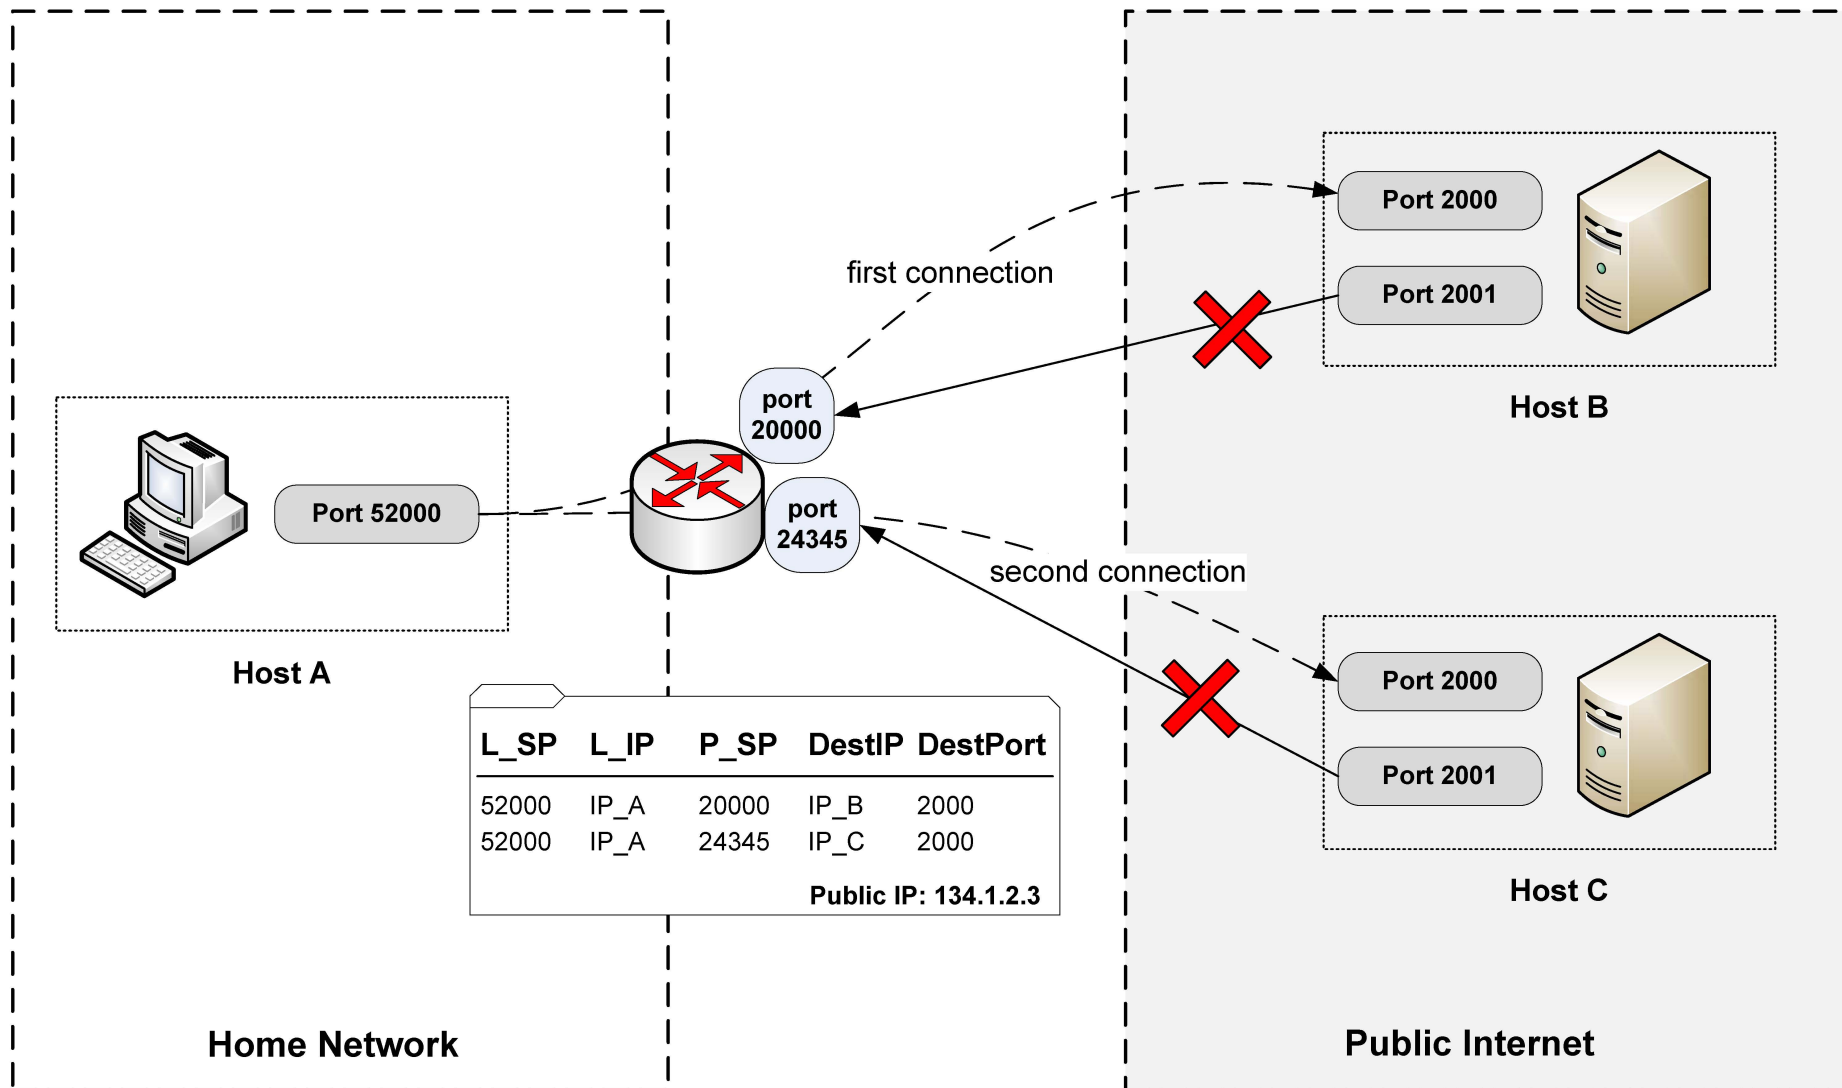 Port 2000
first connection
Port 2001
port
20000
Host B
Port 52000
port
24345
second connection
Host A
Port 2000
L_SP L_IP P_SP DestIP DestPort
Port 2001
52000 IP_A 20000 IP_B 2000
52000 IP_A 24345 IP_C 2000
Public IP: 134.1.2.3
Host C
Home Network
Public Internet